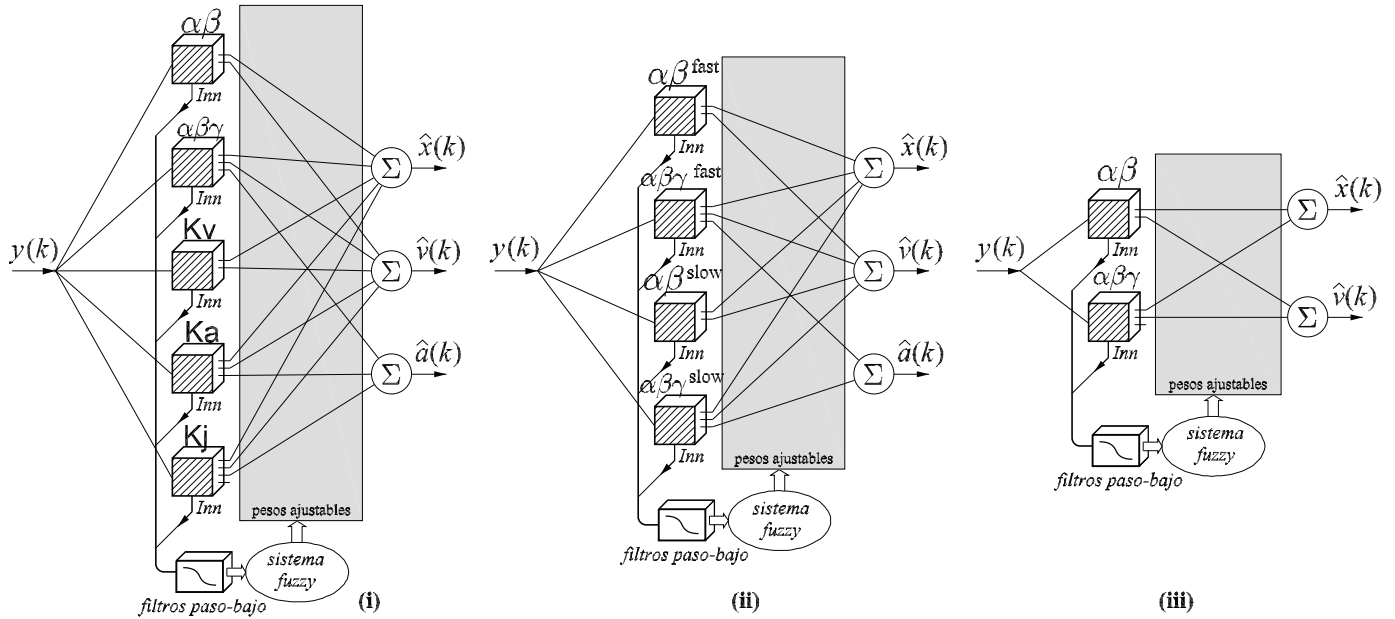 αβ
Inn
αβγ
Inn
Kv
Inn
Ka
Inn
Kj
Inn
y(k)
x̂(k)
v̂(k)
â(k)
Σ
Σ
Σ
pesos ajustables
sistema
fuzzy
filtros paso-bajo
(i)
αβ fast
Inn
αβγ fast
Inn
αβ slow
Inn
αβγ slow
Inn
y(k)
x̂(k)
v̂(k)
â(k)
Σ
Σ
Σ
pesos ajustables
sistema
fuzzy
filtros paso-bajo
(ii)
αβ
Inn
αβγ
Inn
y(k)
x̂(k)
v̂(k)
Σ
Σ
pesos ajustables
sistema
fuzzy
filtros paso-bajo
(iii)